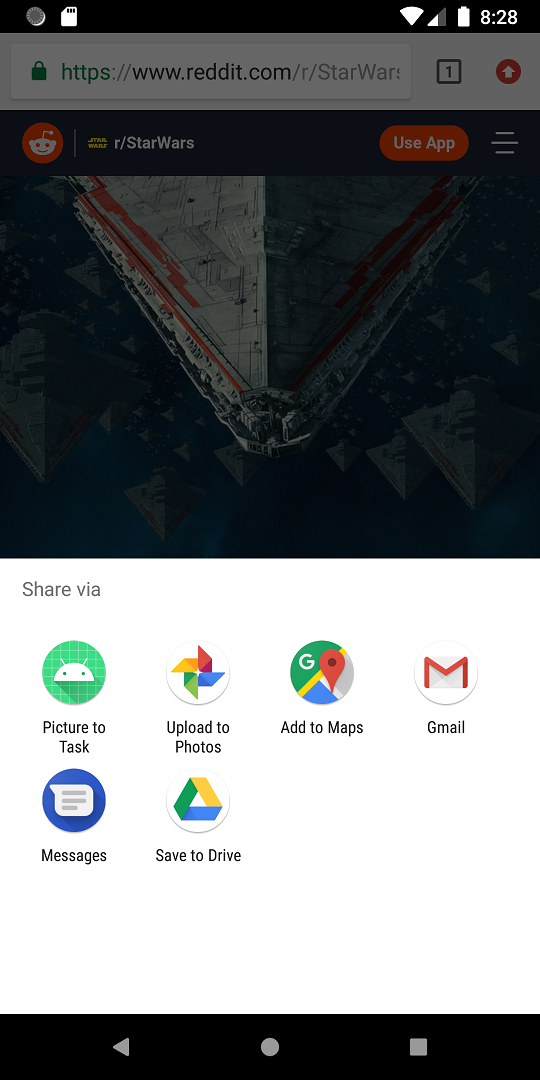 8:28
https://www.reddit.com/r/StarWars
1
STAR WARS r/StarWars
Use App
Share via
Picture to Task
Upload to Photos
G
Add to Maps
Gmail
Messages
Save to Drive